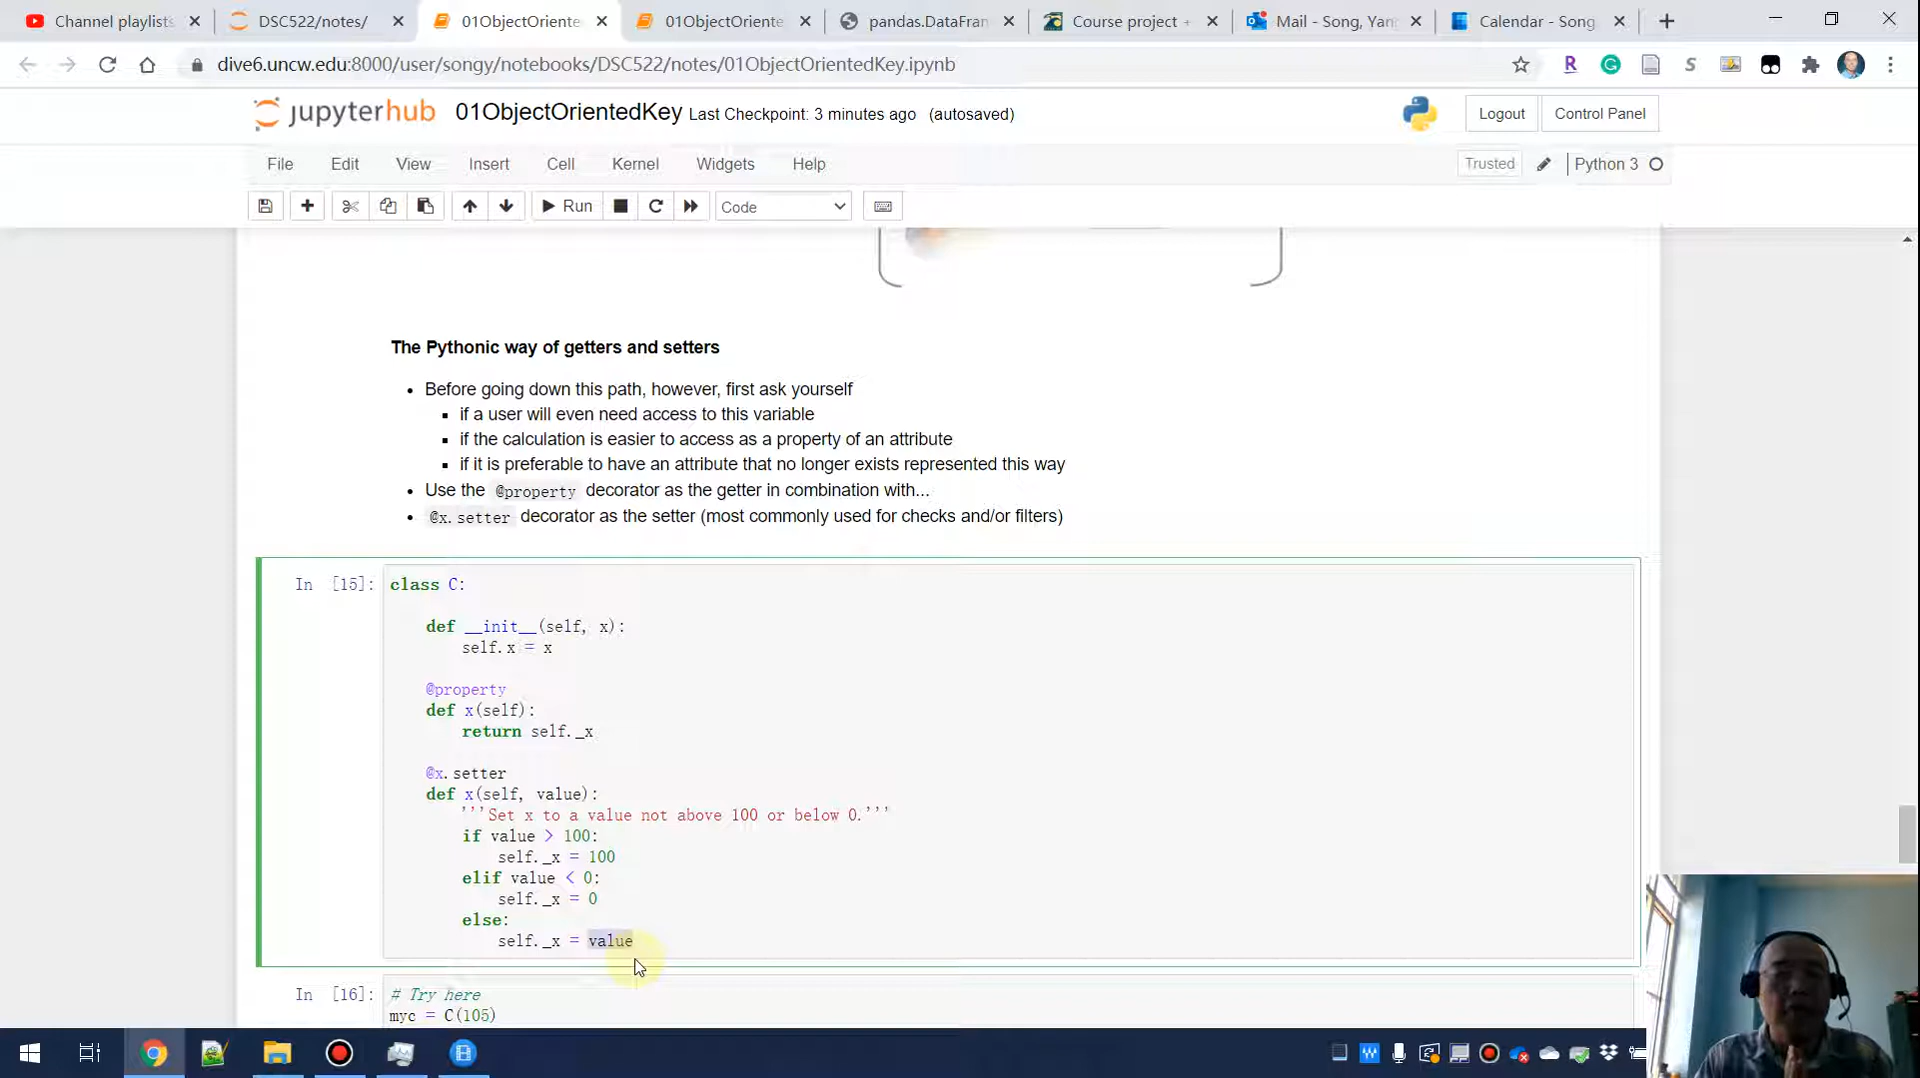 Channel playlists
DSC522/notes/
01ObjectOriente
01ObjectOriente
pandas.DataFran
Course project +
Mail - Song, Yan
Calendar - Song
dive6.uncw.edu:8000/user/songy/notebooks/DSC522/notes/01ObjectOrientedKey.ipynb
jupyterhub 01ObjectOrientedKey Last Checkpoint: 3 minutes ago (autosaved)
Logout
Control Panel
File Edit View Insert Cell Kernel Widgets Help
Trusted
Python 3
Run
Code
The Pythonic way of getters and setters
Before going down this path, however, first ask yourself
if a user will even need access to this variable
if the calculation is easier to access as a property of an attribute
if it is preferable to have an attribute that no longer exists represented this way
Use the @property decorator as the getter in combination with...
@x.setter decorator as the setter (most commonly used for checks and/or filters)
In [15]: class C:
def __init__(self, x):
self.x = x
@property
def x(self):
return self._x
@x.setter
def x(self, value):
'''Set x to a value not above 100 or below 0.'''
if value > 100:
self._x = 100
elif value < 0:
self._x = 0
else:
self._x = value
In [16]: # Try here
myc = C(105)